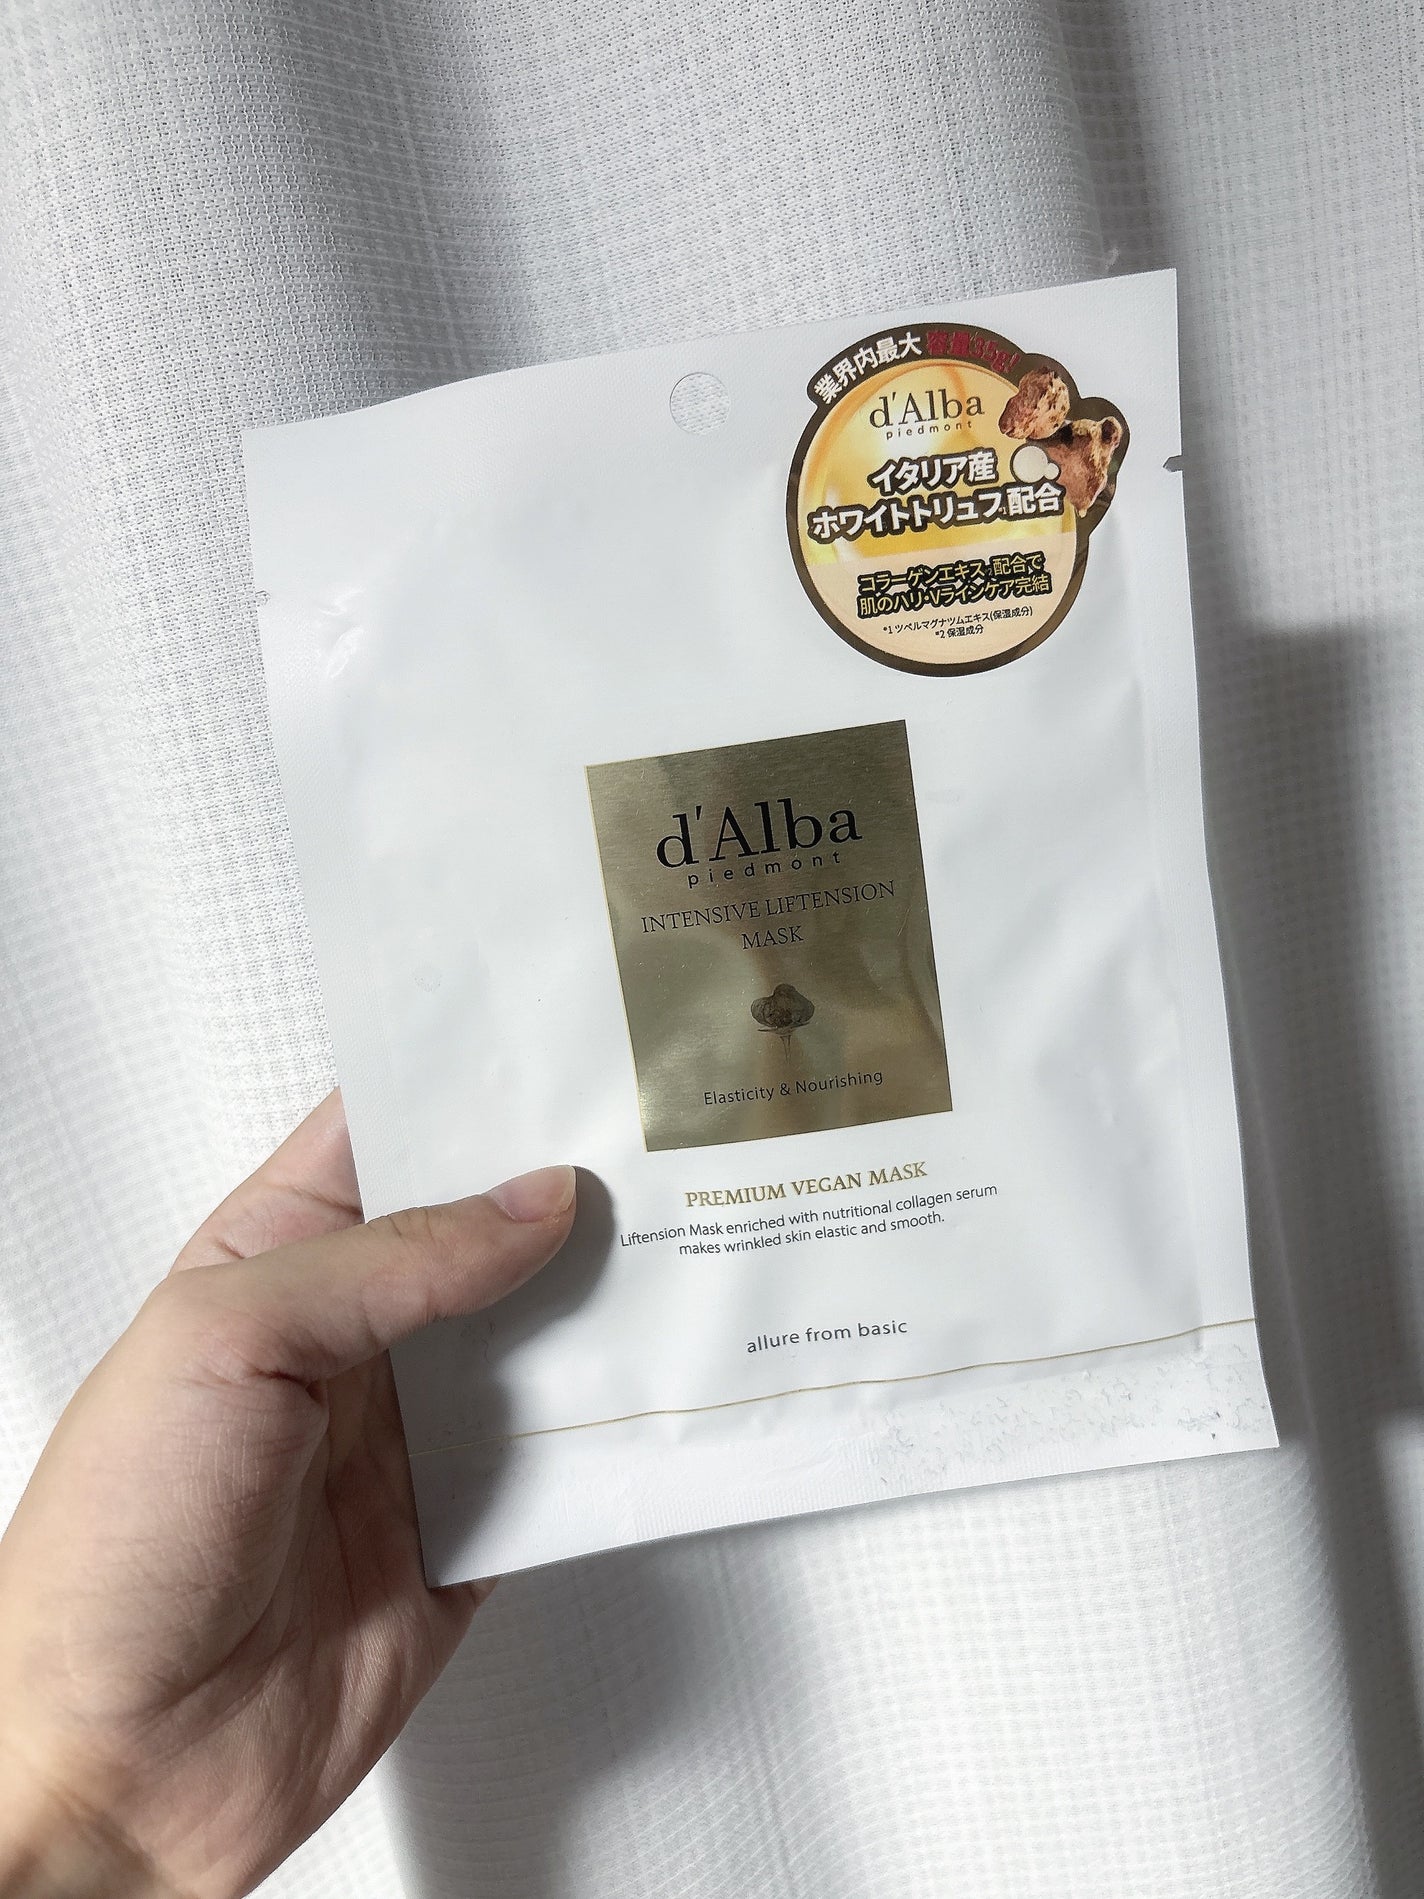 業界内最大 容量35g!
d'Alba
piedmont
イタリア産
ホワイトトリュフ*1配合
コラーゲンエキス*2配合で
肌のハリ・Vラインケア完結
*1 ツベルマグナツムエキス(保湿成分)
*2 保湿成分
d'Alba
piedmont
INTENSIVE LIFTENSION
MASK
Elasticity & Nourishing
PREMIUM VEGAN MASK
Liftension Mask enriched with nutritional collagen serum
makes wrinkled skin elastic and smooth.
allure from basic